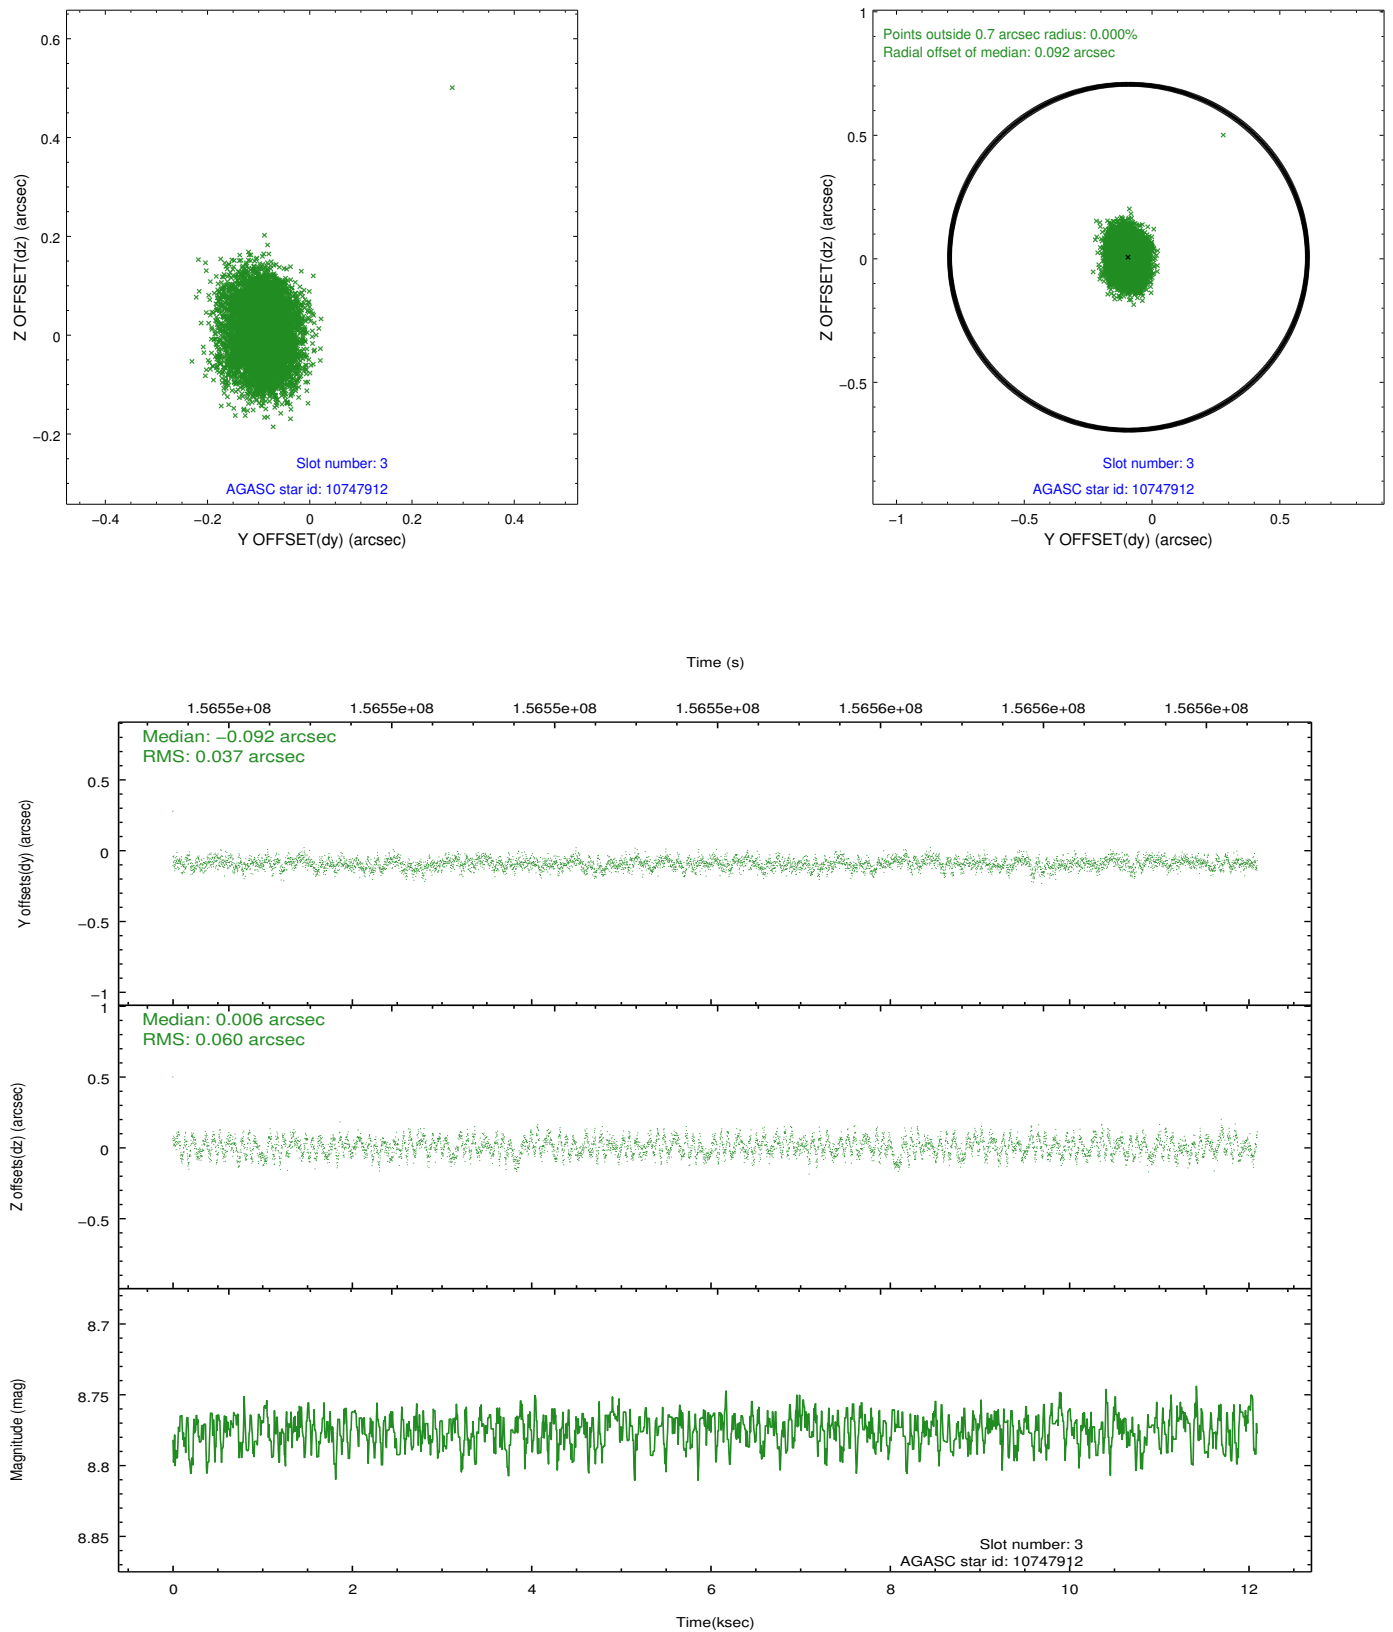 0.6
0.4
0.2
0
−0.2
Z OFFSET(dz) (arcsec)
Slot number: 3
AGASC star id: 10747912
−0.4
−0.2
0
0.2
0.4
Y OFFSET(dy) (arcsec)
Points outside 0.7 arcsec radius: 0.000%
Radial offset of median: 0.092 arcsec
1
0.5
0
−0.5
Z OFFSET(dz) (arcsec)
Slot number: 3
AGASC star id: 10747912
−1
−0.5
0
0.5
Y OFFSET(dy) (arcsec)
Time (s)
1.5655e+08
1.5655e+08
1.5655e+08
1.5655e+08
1.5656e+08
1.5656e+08
1.5656e+08
Median: −0.092 arcsec
RMS: 0.037 arcsec
0.5
0
−0.5
−1
Y offsets(dy) (arcsec)
Median: 0.006 arcsec
RMS: 0.060 arcsec
1
0.5
0
−0.5
Z offsets(dz) (arcsec)
8.7
8.75
8.8
8.85
Magnitude (mag)
Slot number: 3
AGASC star id: 10747912
0
2
4
6
8
10
12
Time(ksec)